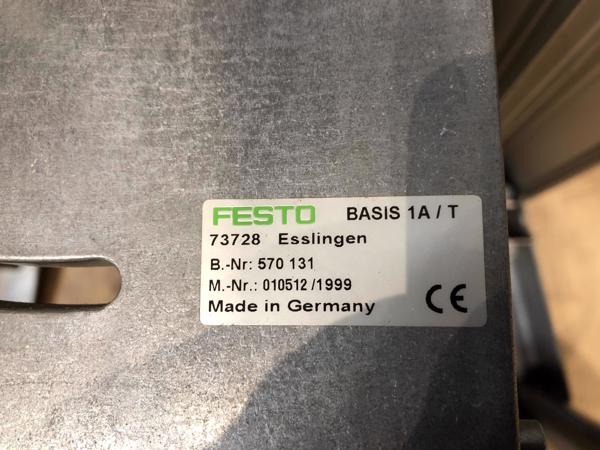 FESTO BASIS 1A / T
73728 Esslingen
B.-Nr: 570 131
M.-Nr.: 010512 /1999
Made in Germany CE